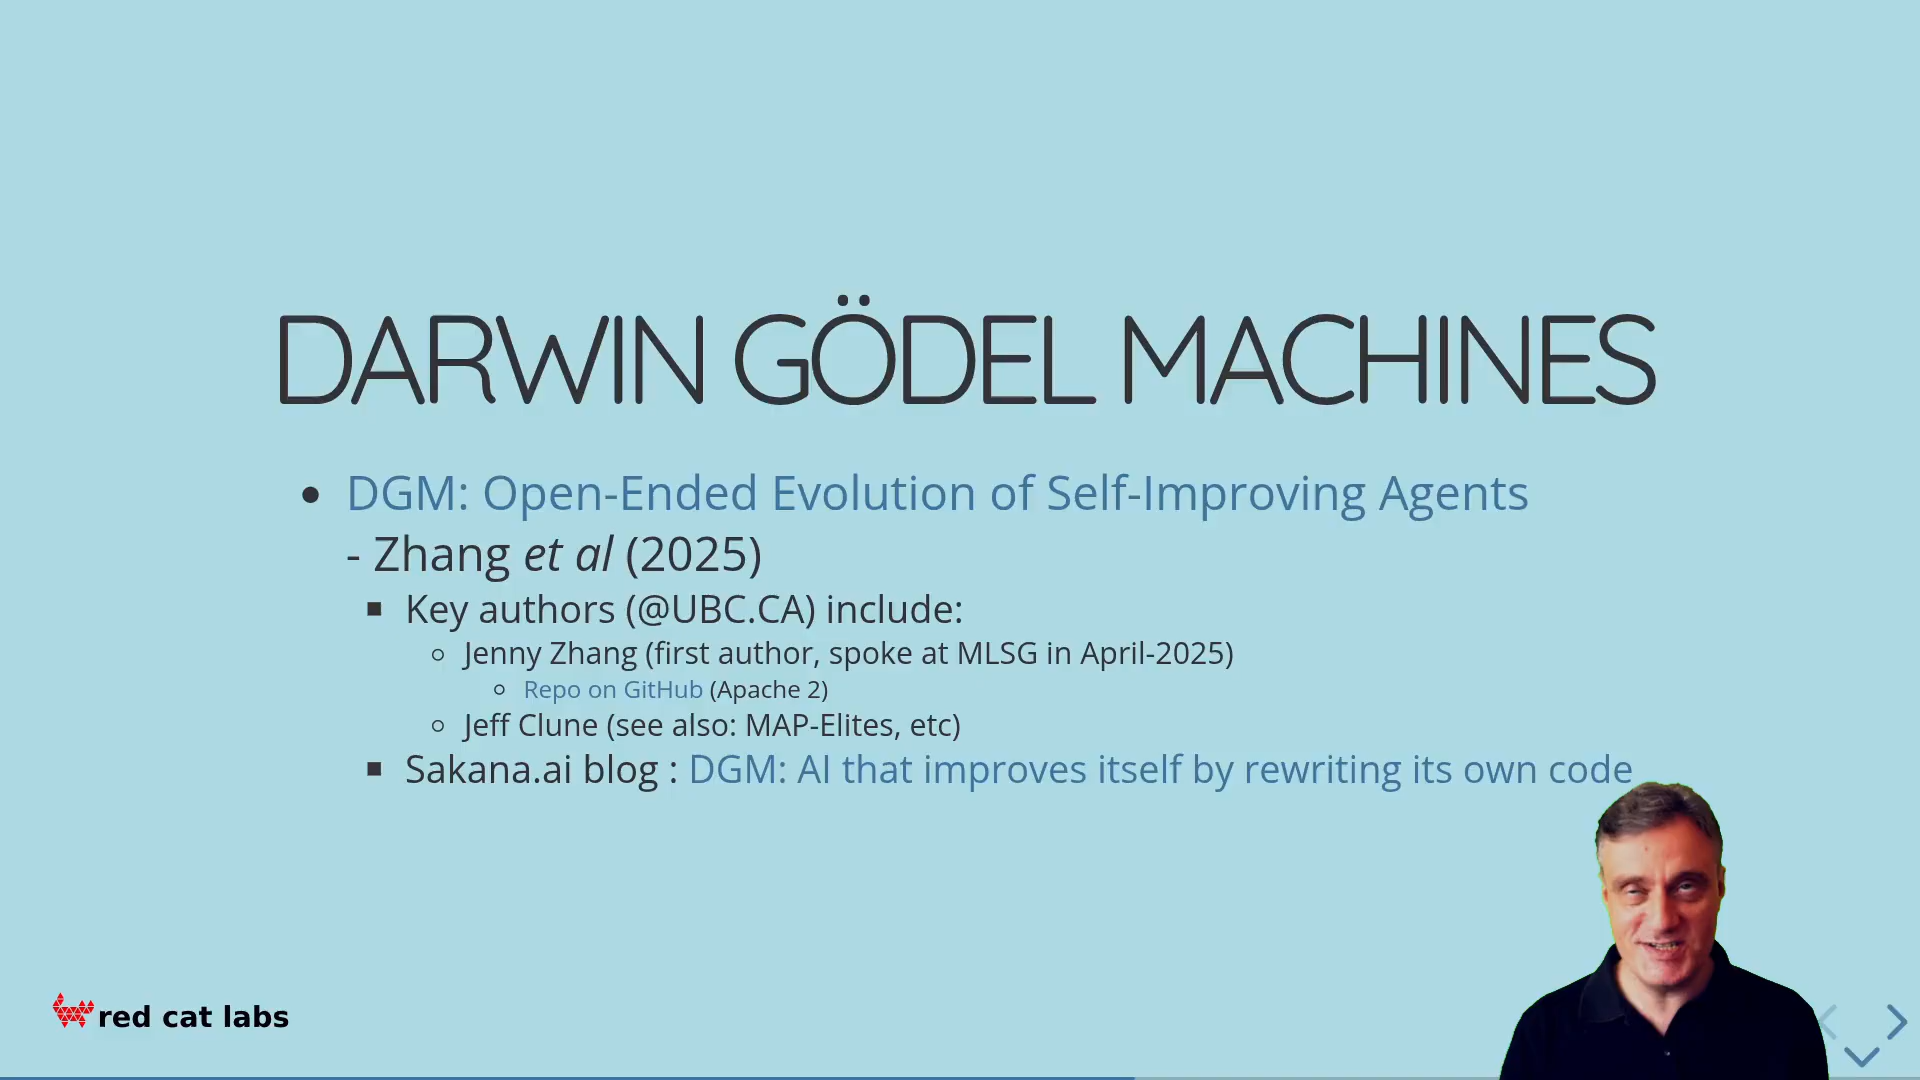 DARWIN GÖDEL MACHINES
DGM: Open-Ended Evolution of Self-Improving Agents
- Zhang et al (2025)
Key authors (@UBC.CA) include:
Jenny Zhang (first author, spoke at MLSG in April-2025)
Repo on GitHub (Apache 2)
Jeff Clune (see also: MAP-Elites, etc)
Sakana.ai blog : DGM: AI that improves itself by rewriting its own code
red cat labs